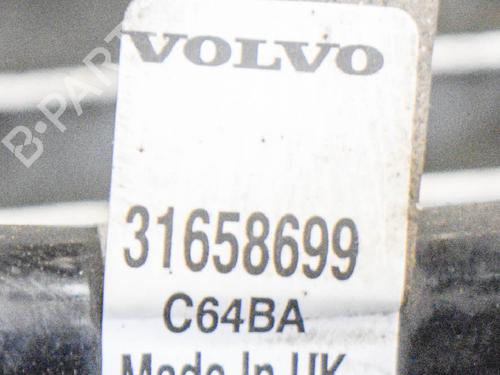 VOLVO
31658699
C64BA
Made In UK
B-PARTS